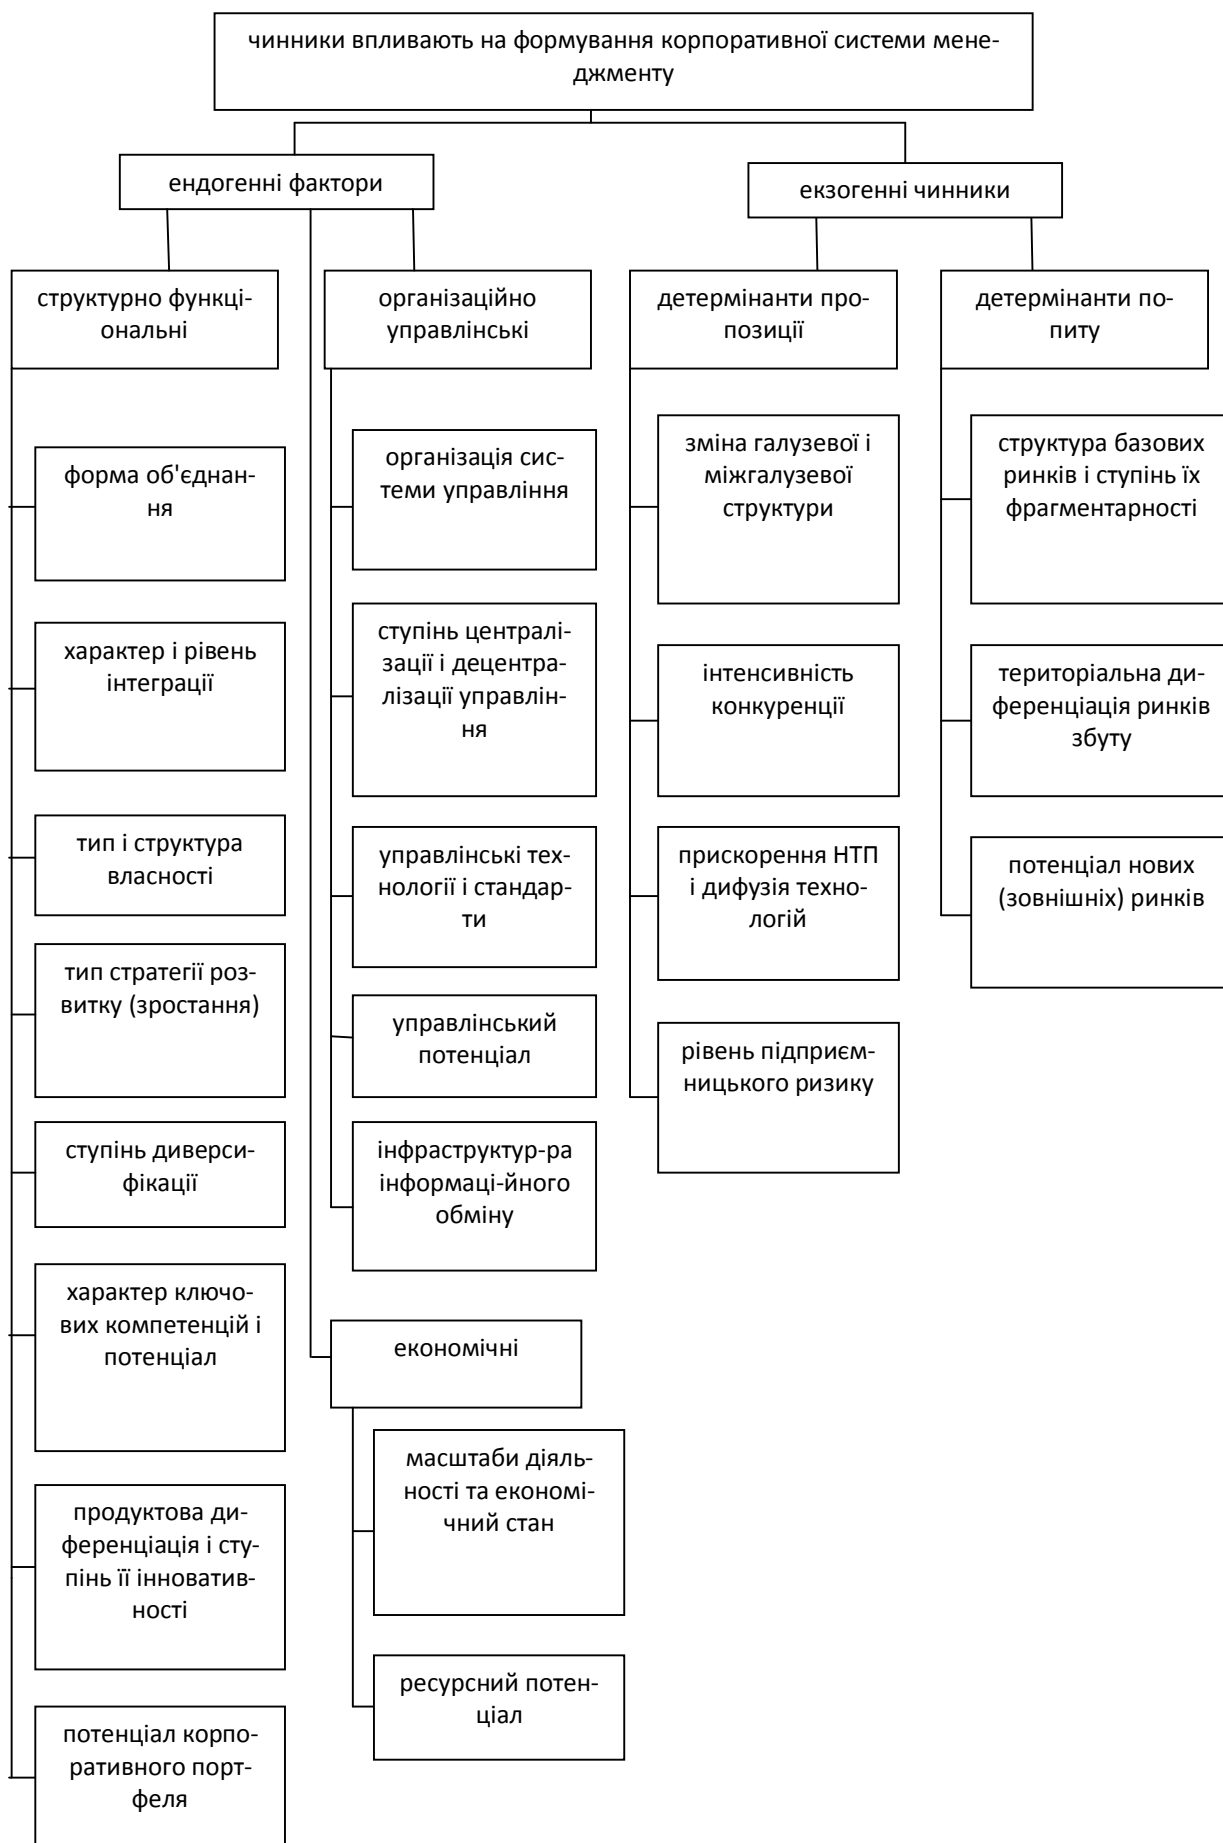 чинники впливають на формування корпоративної системи мене-
джменту
ендогенні фактори
екзогенні чинники
структурно функці-
ональні
організаційно
управлінські
детермінанти про-
позиції
детермінанти по-
питу
форма об'єднан-
ня
характер і рівень
інтеграції
тип і структура
власності
тип стратегії роз-
витку (зростання)
ступінь диверси-
фікації
характер ключо-
вих компетенцій і
потенціал
продуктова ди-
ференціація і сту-
пінь її інноватив-
ності
потенціал корпо-
ративного порт-
феля
організація сис-
теми управління
ступінь централі-
зації і децентра-
лізації управлін-
ня
управлінські тех-
нології і стандар-
ти
управлінський
потенціал
інфраструктур-ра
інформаці-йного
обміну
економічні
масштаби діяль-
ності та економі-
чний стан
ресурсний потен-
ціал
зміна галузевої і
міжгалузевої
структури
інтенсивність
конкуренції
прискорення НТП
і дифузія техно-
логій
рівень підприєм-
ницького ризику
структура базових
ринків і ступінь їх
фрагментарності
територіальна ди-
ференціація ринків
збуту
потенціал нових
(зовнішніх) ринків